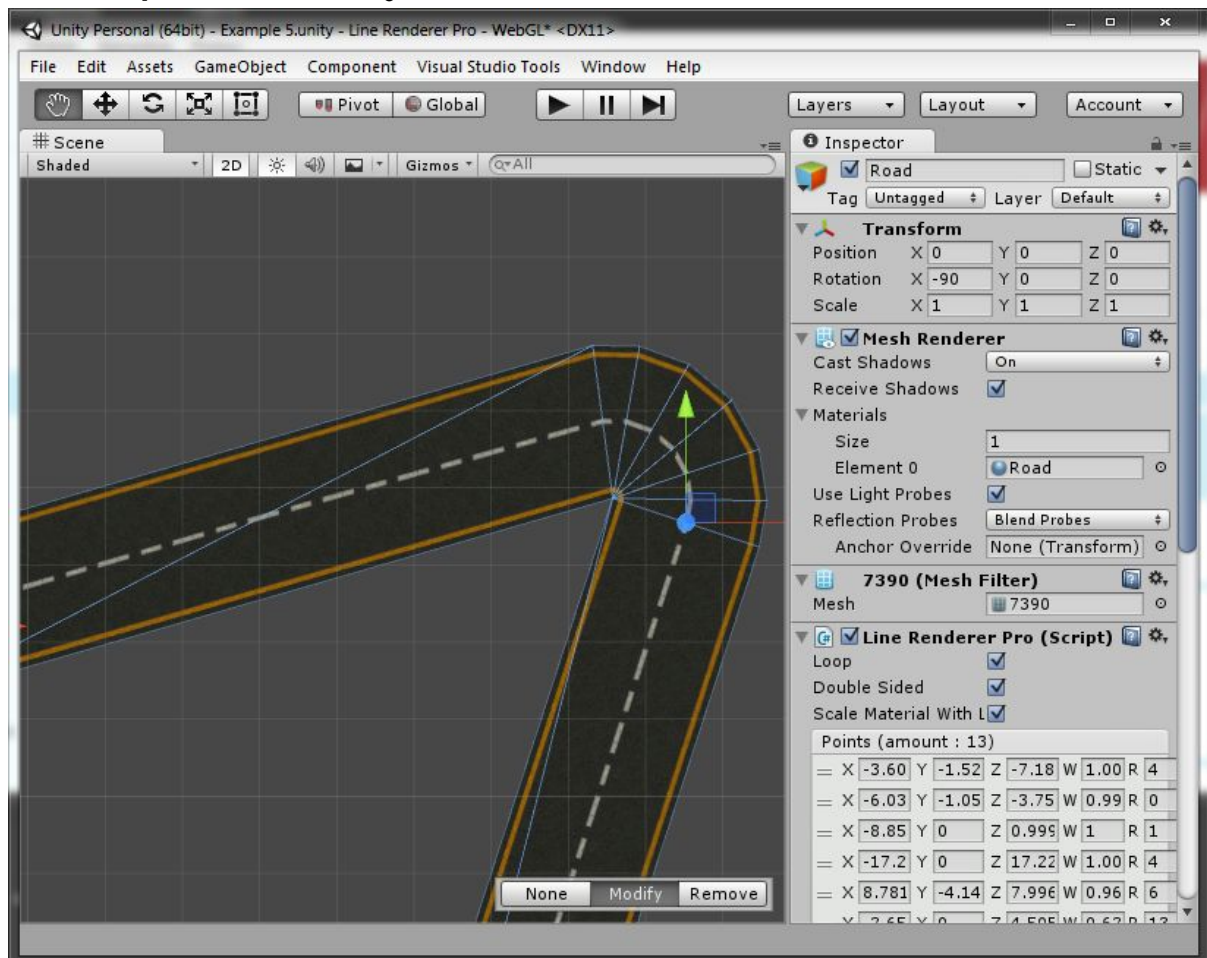 Unity Personal (64bit) - Example 5.unity - Line Renderer Pro - WebGL* <DX11>
File Edit Assets GameObject Component Visual Studio Tools Window Help
Pivot Global Layers Layout Account
Scene
Shaded 2D Gizmos All
Inspector
Road Static
Tag Untagged Layer Default
Transform
Position X 0 Y 0 Z 0
Rotation X -90 Y 0 Z 0
Scale X 1 Y 1 Z 1
Mesh Renderer
Cast Shadows On
Receive Shadows
Materials
Size 1
Element 0 Road
Use Light Probes
Reflection Probes Blend Probes
Anchor Override None (Transform)
7390 (Mesh Filter)
Mesh 7390
Line Renderer Pro (Script)
Loop
Double Sided
Scale Material With L
Points (amount : 13)
X -3.60 Y -1.52 Z -7.18 W 1.00 R 4
X -6.03 Y -1.05 Z -3.75 W 0.99 R 0
X -8.85 Y 0 Z 0.999 W 1 R 1
X -17.2 Y 0 Z 17.22 W 1.00 R 4
X 8.781 Y -4.14 Z 7.996 W 0.96 R 6
None Modify Remove